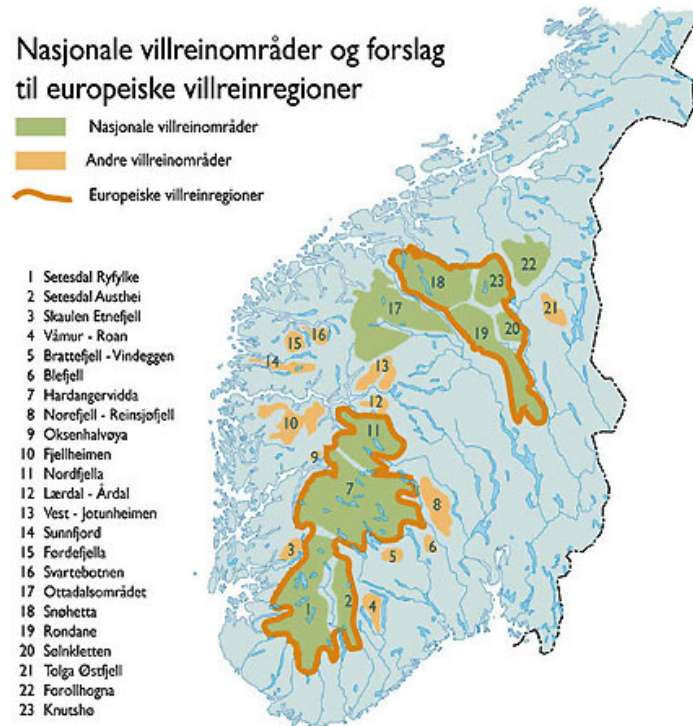 Nasjonale villreinområder og forslag
til europeiske villreinregioner
Nasjonale villreinområder
Andre villreinområder
Europeiske villreinregioner
1 Setesdal Ryfylke
2 Setesdal Austhei
3 Skaulen Etnefjell
4 Våmur - Roan
5 Brattefjell - Vindeggen
6 Blefjell
7 Hardangervidda
8 Norefjell - Reinsjøfjell
9 Oksenhalvøya
10 Fjellheimen
11 Nordfjella
12 Lærdal - Årdal
13 Vest - Jotunheimen
14 Sunnfjord
15 Førdefjella
16 Svartebotnen
17 Ottadalsområdet
18 Snøhetta
19 Rondane
20 Sølnkletten
21 Tolga Østfjell
22 Forollhogna
23 Knutshø
22
18
23
17
21
20
19
16
15
14
13
12
10
11
9
7
8
6
5
3
2
4
1